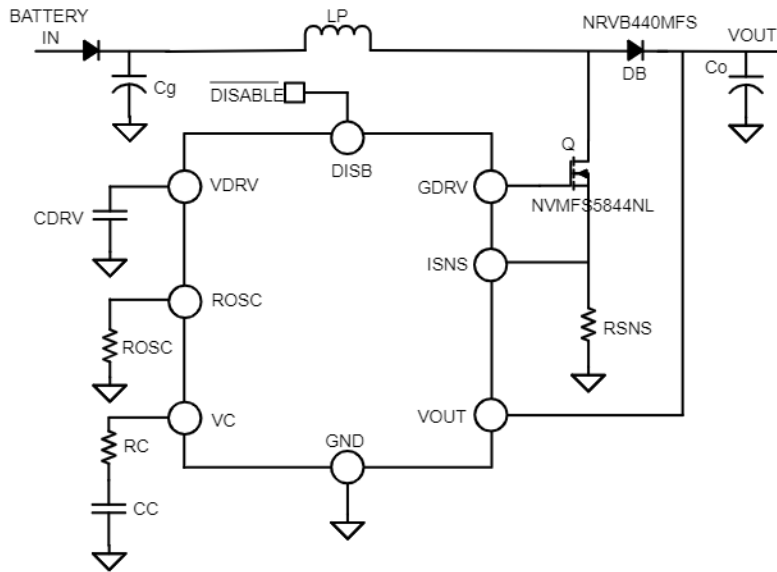 BATTERY
IN
LP
NRVB440MFS
VOUT
DB
Co
Cg
DISABLE
DISB
Q
VDRV
GDRV
NVMFS5844NL
CDRV
ISNS
ROSC
ROSC
RSNS
VC
VOUT
RC
GND
CC